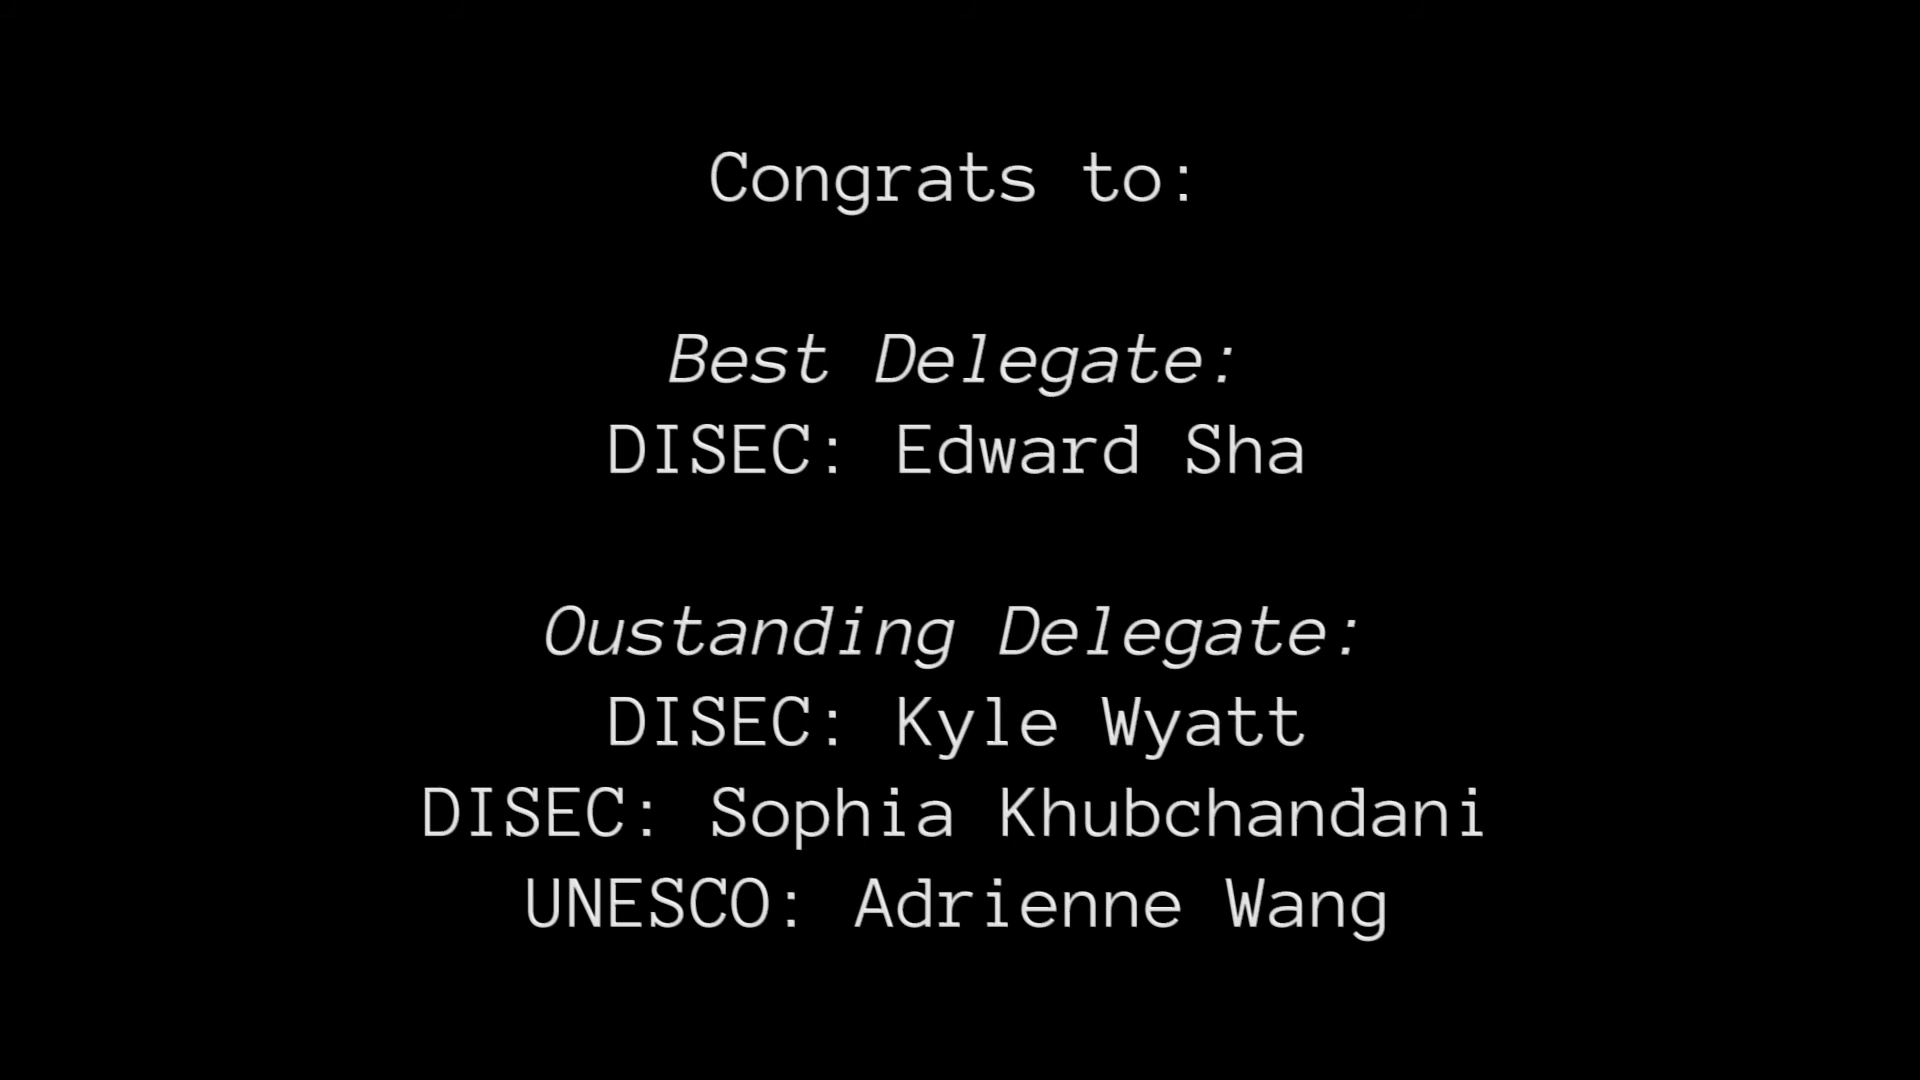 Congrats to:
Best Delegate:
DISEC: Edward Sha
Oustanding Delegate:
DISEC: Kyle Wyatt
DISEC: Sophia Khubchandani
UNESCO: Adrienne Wang